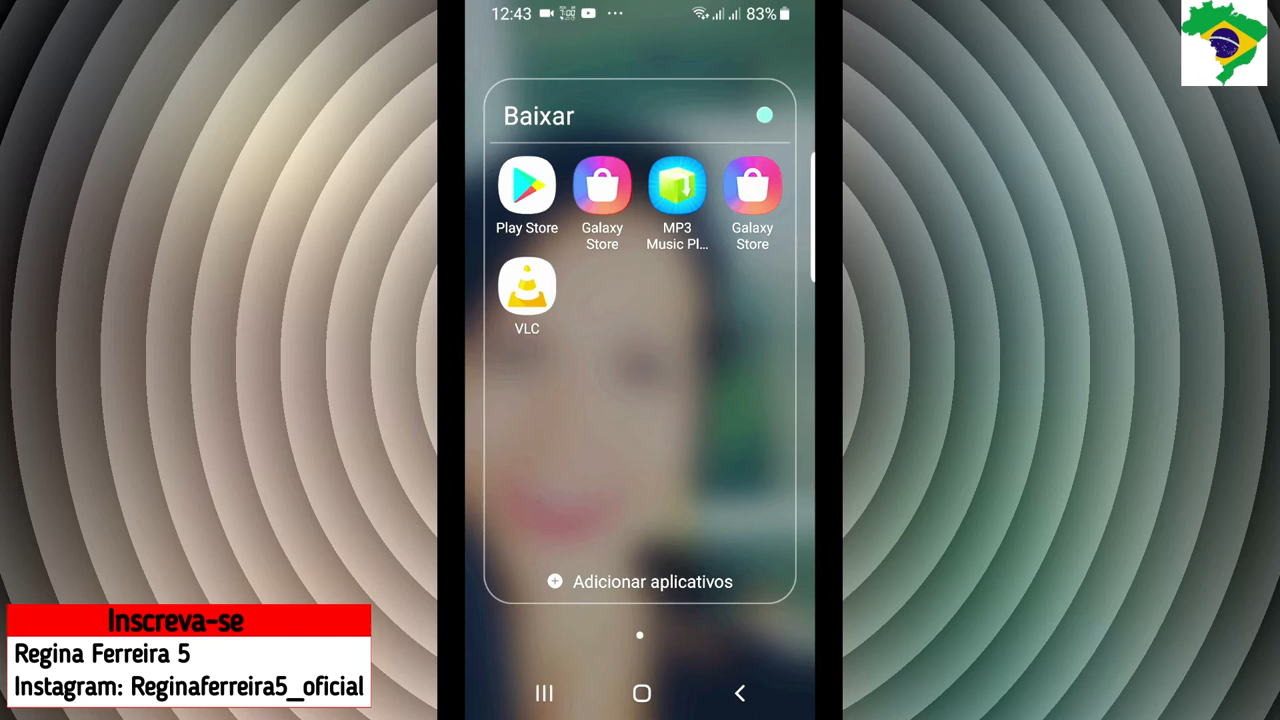 12:43
83%
Baixar
Play Store
Galaxy
Store
MP3
Music Pl...
Galaxy
Store
VLC
Adicionar aplicativos
Inscreva-se
Regina Ferreira 5
Instagram: Reginaferreira5_oficial